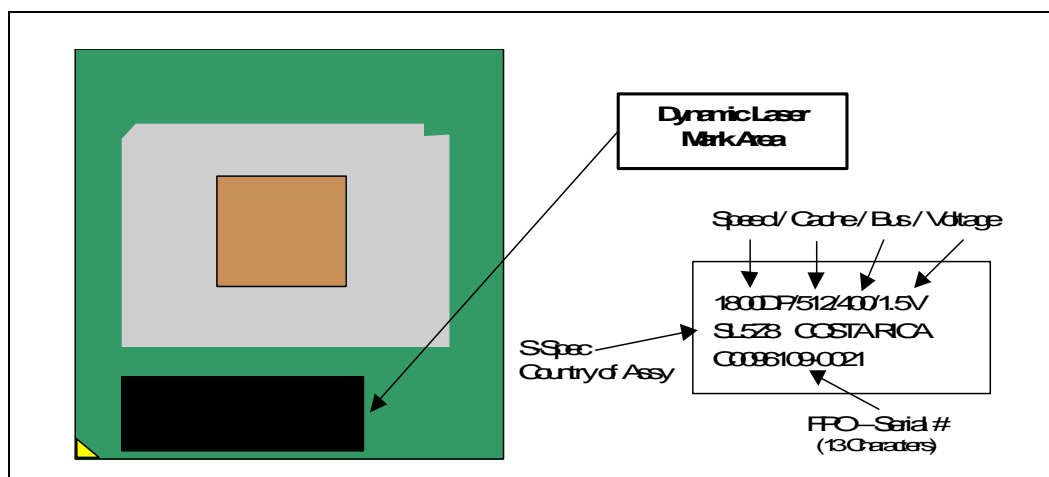 Dynamic Laser
Mark Area
Speed / Cache / Bus / Voltage
1800DP/512/400/1.5V
SL5Z8 COSTA RICA
C0096109-0021
S-Spec
Country of Assy
FPO – Serial #
(13 Characters)